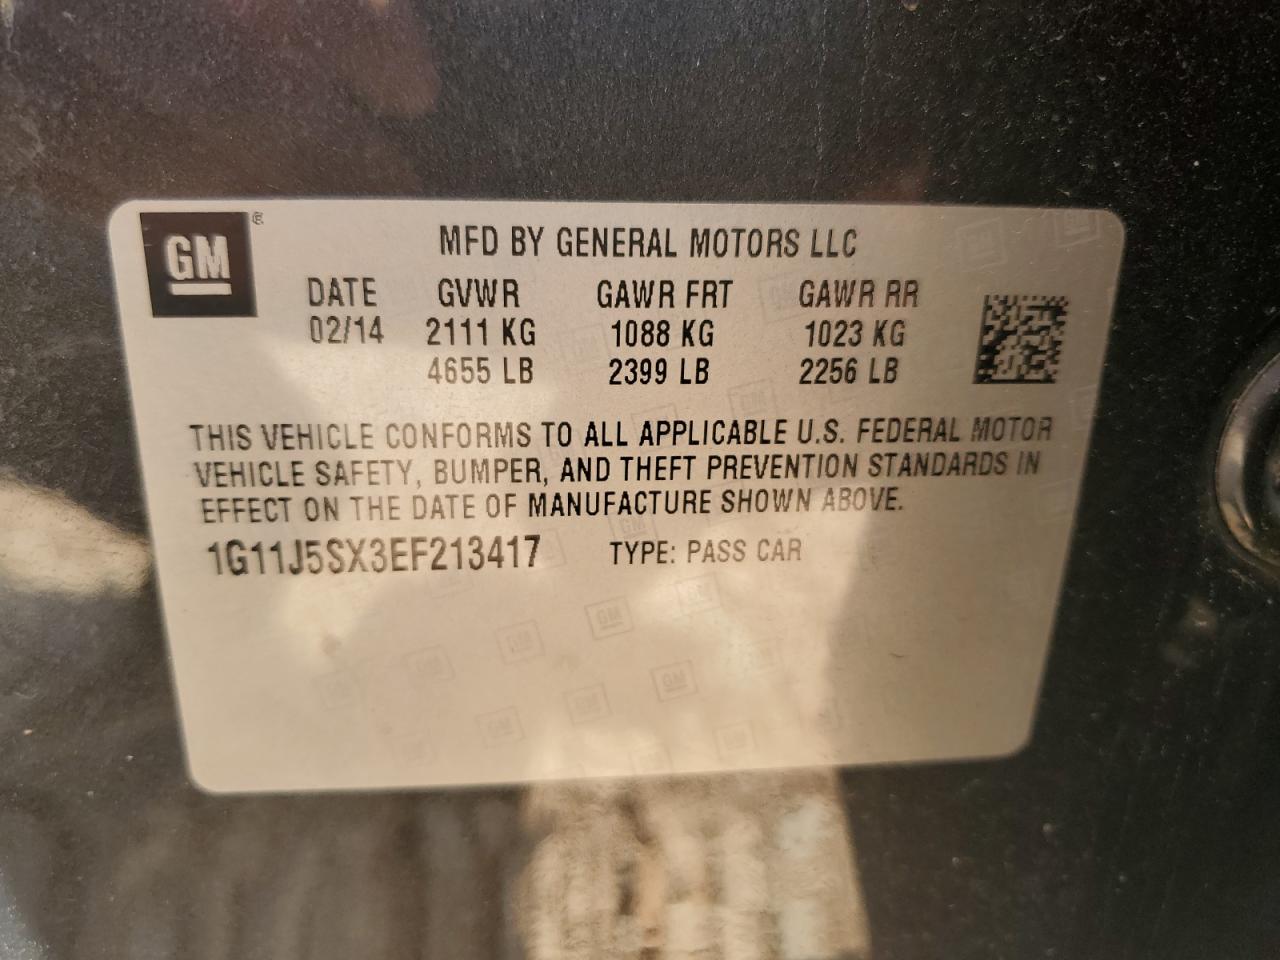 GM ®
MFD BY GENERAL MOTORS LLC
DATE GVWR GAWR FRT GAWR RR
02/14 2111 KG 1088 KG 1023 KG
4655 LB 2399 LB 2256 LB
THIS VEHICLE CONFORMS TO ALL APPLICABLE U.S. FEDERAL MOTOR
VEHICLE SAFETY, BUMPER, AND THEFT PREVENTION STANDARDS IN
EFFECT ON THE DATE OF MANUFACTURE SHOWN ABOVE.
1G11J5SX3EF213417 TYPE: PASS CAR